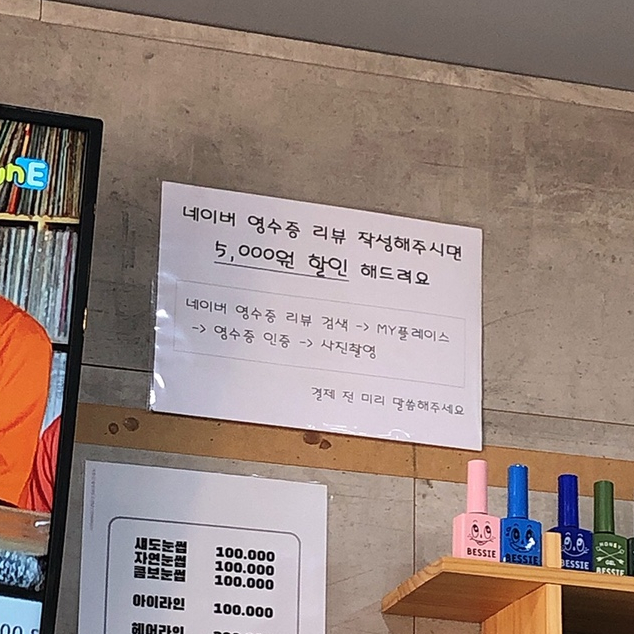 네이버 영수증 리뷰 작성해주시면
5,000원 할인 해드려요
네이버 영수증 리뷰 검색 -> MY플레이스
-> 영수증 인증 -> 사진촬영
결제 전 미리 말씀해주세요
섀도눈썹 100.000
자연눈썹 100.000
콤보눈썹 100.000
아이라인 100.000
헤어라인
BESSIE
BESSIE
BESSIE
HONEY
GEL
BESSIE